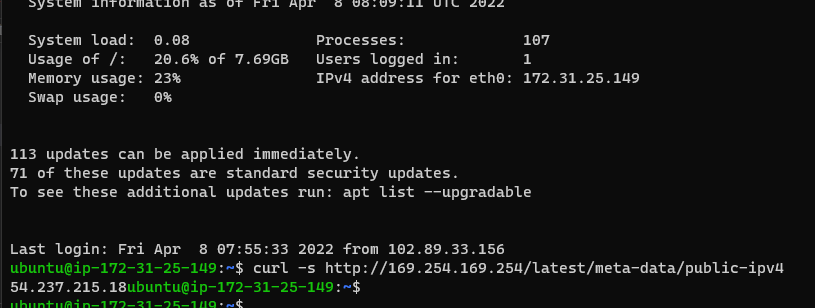 System information as of Fri Apr  8 08:09:11 UTC 2022
System load:  0.08                Processes:             107
Usage of /:   20.6% of 7.69GB   Users logged in:       1
Memory usage: 23%               IPv4 address for eth0: 172.31.25.149
Swap usage:   0%
113 updates can be applied immediately.
71 of these updates are standard security updates.
To see these additional updates run: apt list --upgradable
Last login: Fri Apr  8 07:55:33 2022 from 102.89.33.156
ubuntu@ip-172-31-25-149:~$ curl -s http://169.254.169.254/latest/meta-data/public-ipv4
54.237.215.18ubuntu@ip-172-31-25-149:~$
ubuntu@ip-172-31-25-149:~$